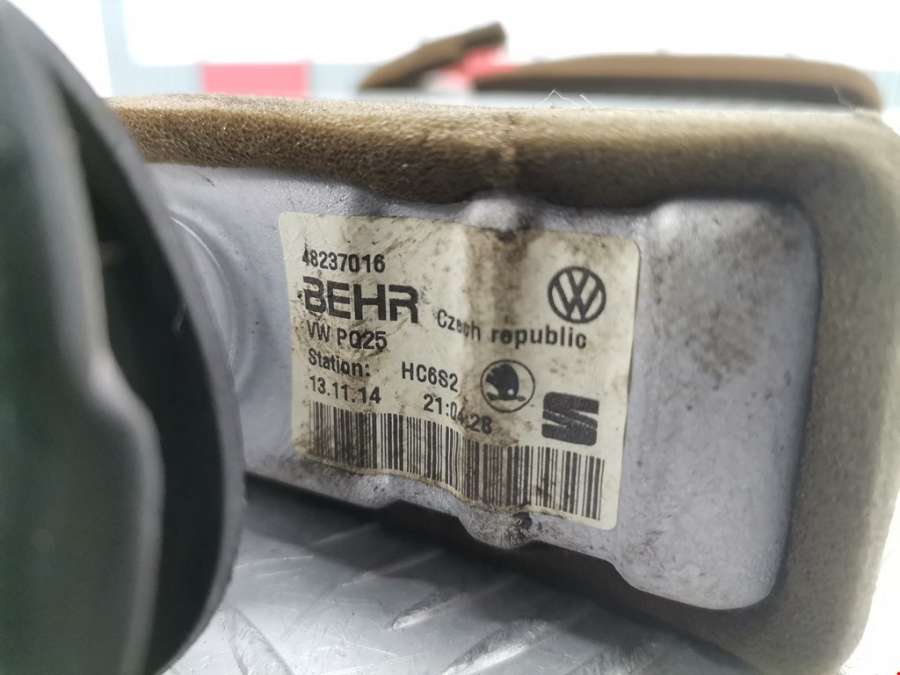 48237016
BEHR Czech republic
VW PQ25
Station: HC6S2
13.11.14 21:04:28